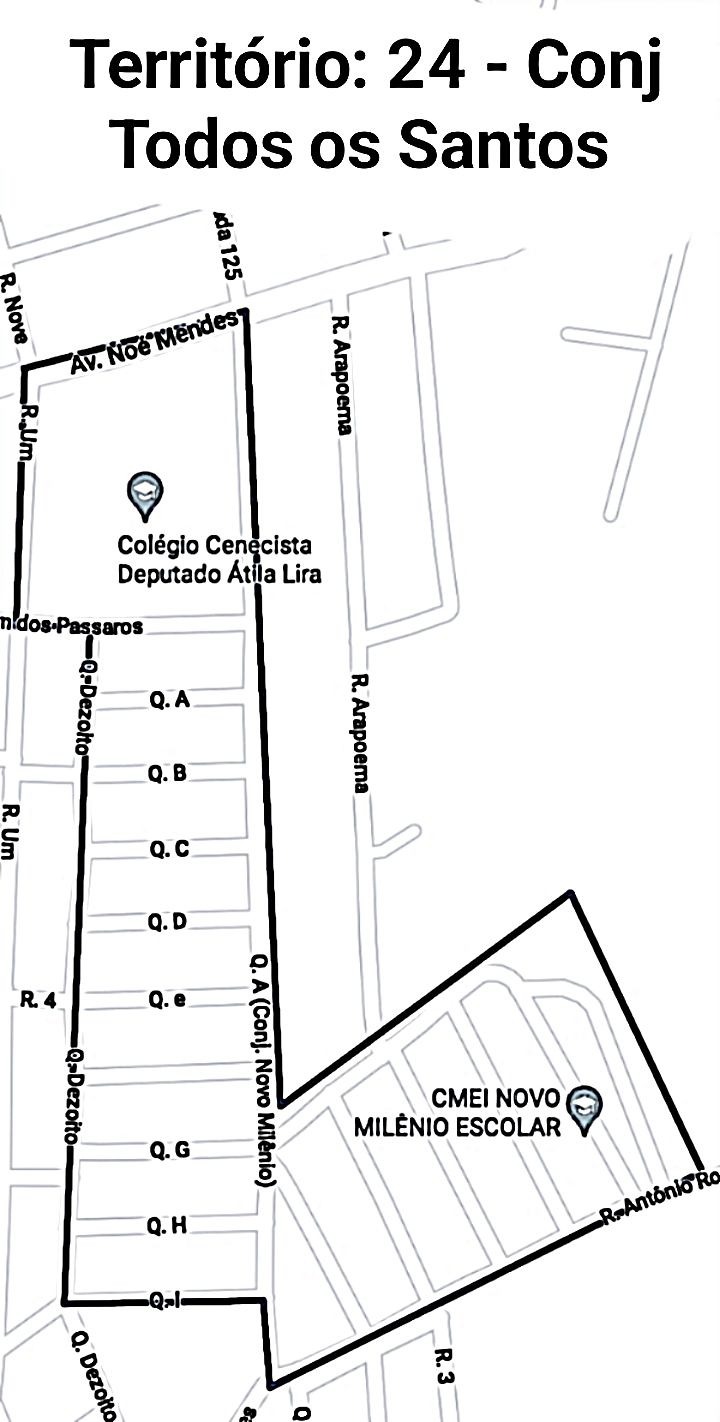 Território: 24 - Conj
Todos os Santos
da 125
R. Nove
Av. Noé Mendes
R. Um
R. Arapoema
Colégio Cenecista
Deputado Átila Lira
dos Passaros
Q. Dezoito
Q. A
R. Arapoema
Q. B
R. Um
Q. C
Q. D
Q. A (Conj. Novo Milênio)
R. 4
Q. e
Q. Dezoito
CMEI NOVO
MILÊNIO ESCOLAR
Q. G
R. Antônio Ro
Q. H
Q. I
Q. Dezoito
R. 3
Q